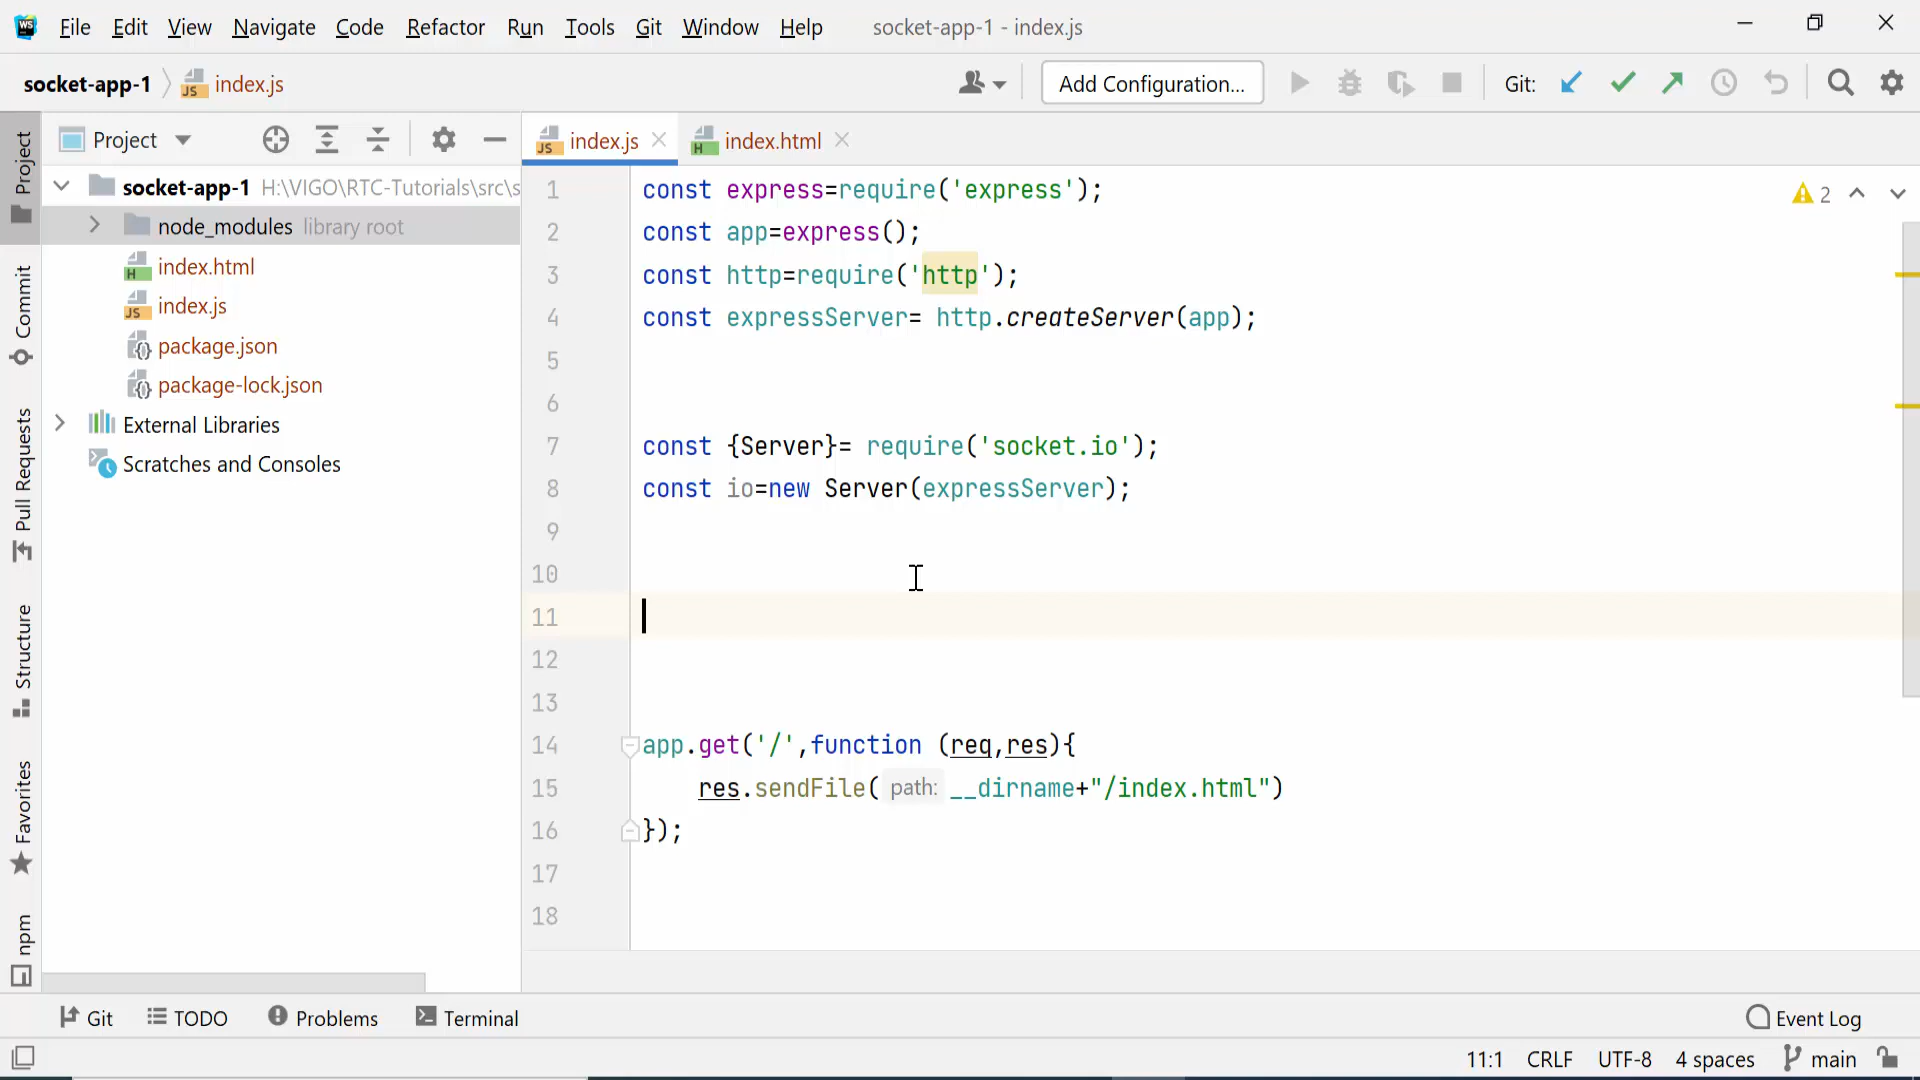 WS File Edit View Navigate Code Refactor Run Tools Git Window Help socket-app-1 - index.js
socket-app-1 JS index.js Add Configuration... Git:
Project JS index.js H index.html
socket-app-1 H:\VIGO\RTC-Tutorials\src\s
node_modules library root
H index.html
JS index.js
package.json
package-lock.json
External Libraries
Scratches and Consoles
Project
Commit
Pull Requests
Structure
Favorites
npm
2
1 const express=require('express');
2 const app=express();
3 const http=require('http');
4 const expressServer= http.createServer(app);
5
6
7 const {Server}= require('socket.io');
8 const io=new Server(expressServer);
9
10
11
12
13
14 app.get('/',function (req,res){
15 res.sendFile( path: __dirname+"/index.html")
16 });
17
18
Git TODO Problems Terminal Event Log
11:1 CRLF UTF-8 4 spaces main